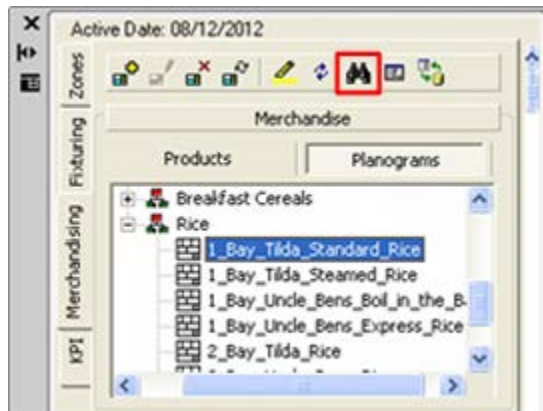 Active Date: 08/12/2012
Zones
Fixturing
Merchandising
KPI
Merchandise
Products
Planograms
Breakfast Cereals
Rice
1_Bay_Tilda_Standard_Rice
1_Bay_Tilda_Steamed_Rice
1_Bay_Uncle_Bens_Boil_in_the_B
1_Bay_Uncle_Bens_Express_Rice
2_Bay_Tilda_Rice